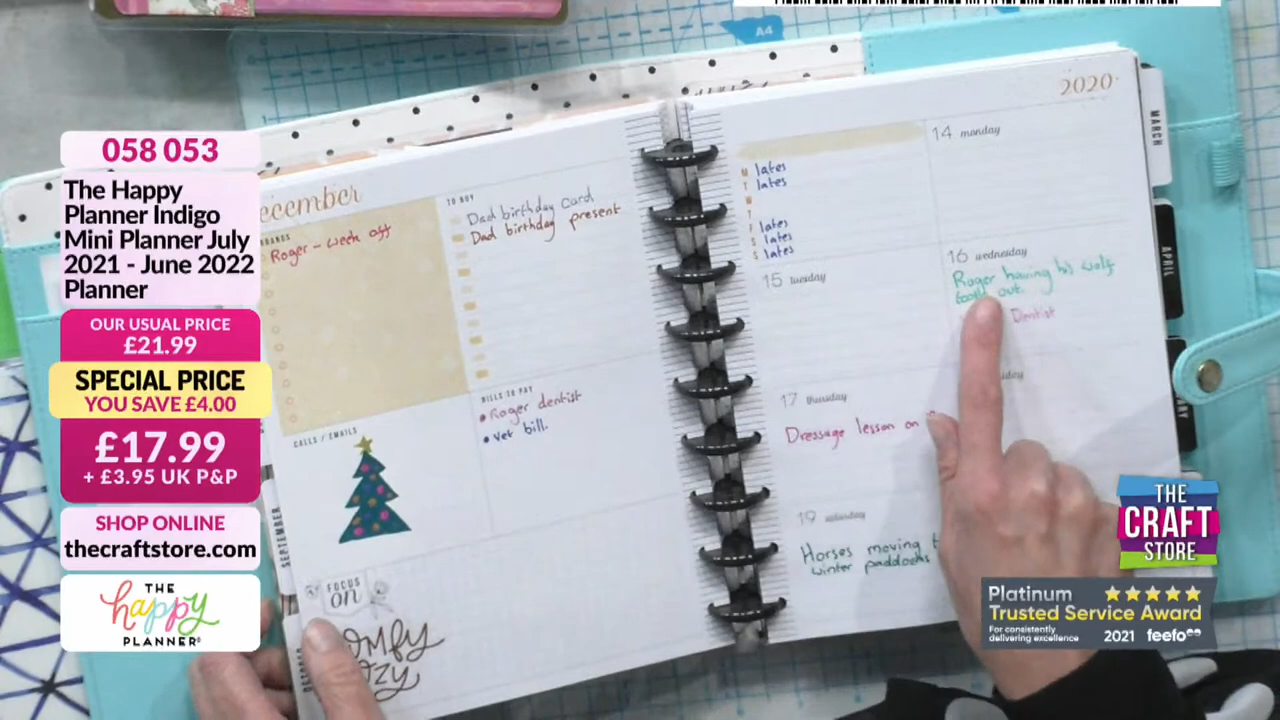 058 053
The Happy
Planner Indigo
Mini Planner July
2021 - June 2022
Planner
OUR USUAL PRICE
£21.99
SPECIAL PRICE
YOU SAVE £4.00
£17.99
+ £3.95 UK P&P
SHOP ONLINE
thecraftstore.com
THE
happy
PLANNER®
A4
ecember
Roger - week off
TO BUY
Dad birthday card
Dad birthday present
BILLS TO PAY
• Roger dentist
• Vet bill.
CALLS / EMAILS
FOCUS
on
SEPTEMBER
2020
M lates
T lates
W
T lates
F lates
S lates
14 monday
15 tuesday
16 wednesday
Roger having his wolf
tooth out.
Dentist
17 thursday
Dressage lesson on
19 saturday
Horses moving
winter paddocks
MARCH
APRIL
THE
CRAFT
STORE
Platinum
Trusted Service Award
For consistently
delivering excellence
2021 feefo